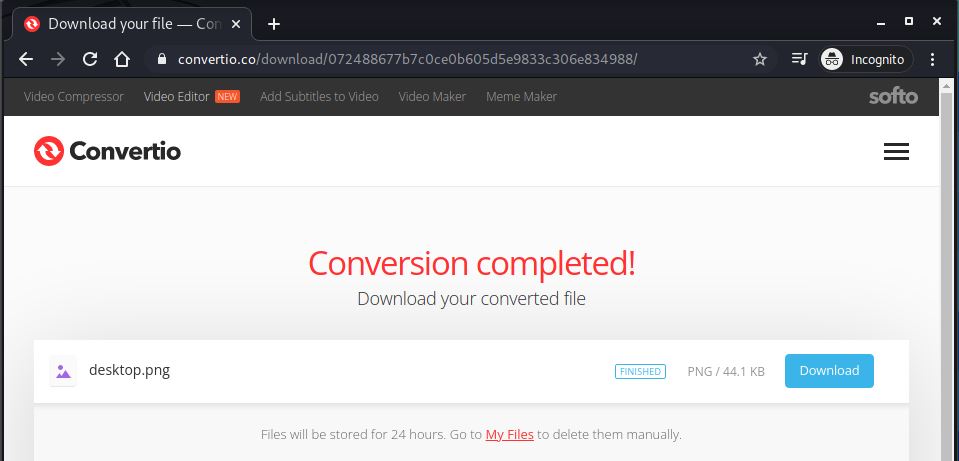 Download your file — Con
convertio.co/download/072488677b7c0ce0b605d5e9833c306e834988/
Incognito
Video Compressor Video Editor NEW Add Subtitles to Video Video Maker Meme Maker softo
Convertio
Conversion completed!
Download your converted file
desktop.png FINISHED PNG / 44.1 KB Download
Files will be stored for 24 hours. Go to My Files to delete them manually.